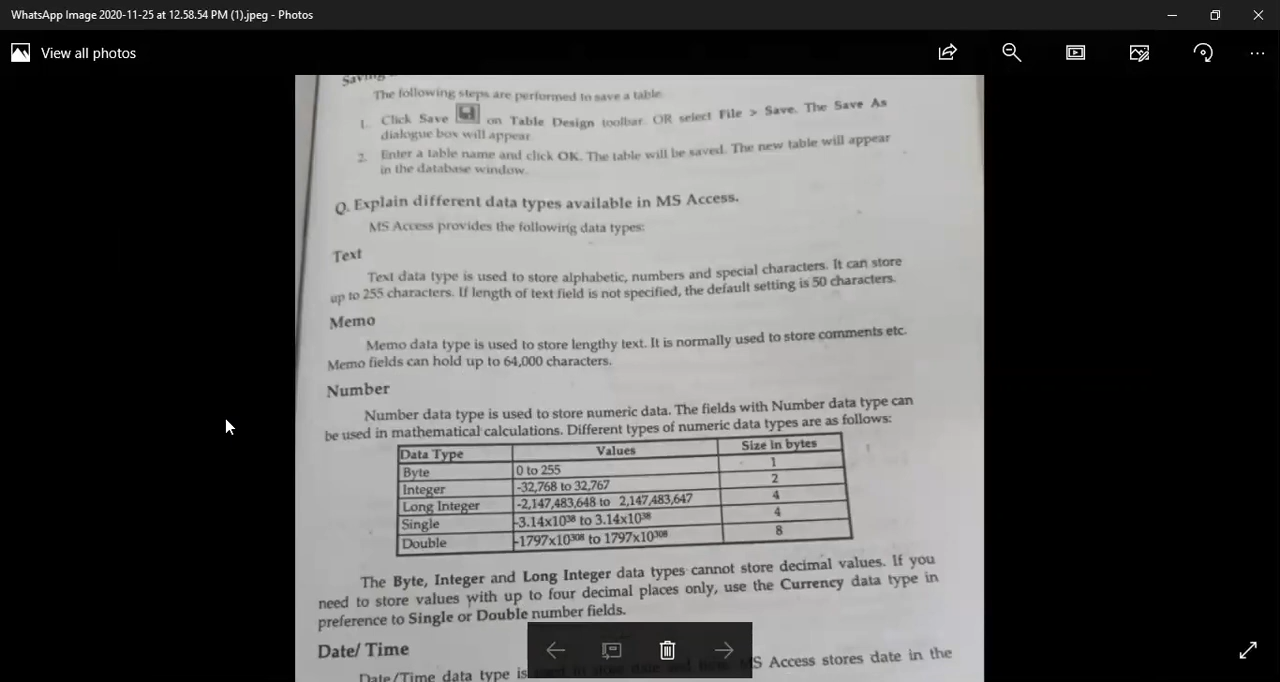 WhatsApp Image 2020-11-25 at 12.58.54 PM (1).jpeg - Photos
View all photos
Saving
The following steps are performed to save a table.
1. Click Save on Table Design toolbar. OR select File > Save. The Save As
dialogue box will appear.
2. Enter a table name and click OK. The table will be saved. The new table will appear
in the database window.
Q. Explain different data types available in MS Access.
MS Access provides the following data types:
Text
Text data type is used to store alphabetic, numbers and special characters. It can store
up to 255 characters. If length of text field is not specified, the default setting is 50 characters.
Memo
Memo data type is used to store lengthy text. It is normally used to store comments etc.
Memo fields can hold up to 64,000 characters.
Number
Number data type is used to store numeric data. The fields with Number data type can
be used in mathematical calculations. Different types of numeric data types are as follows:
Data Type Values Size in bytes
Byte 0 to 255 1
Integer -32,768 to 32,767 2
Long Integer -2,147,483,648 to 2,147,483,647 4
Single -3.14x10³⁸ to 3.14x10³⁸ 4
Double -1797x10³⁰⁸ to 1797x10³⁰⁸ 8
The Byte, Integer and Long Integer data types cannot store decimal values. If you
need to store values with up to four decimal places only, use the Currency data type in
preference to Single or Double number fields.
Date/ Time
Date/Time data type is MS Access stores date in the